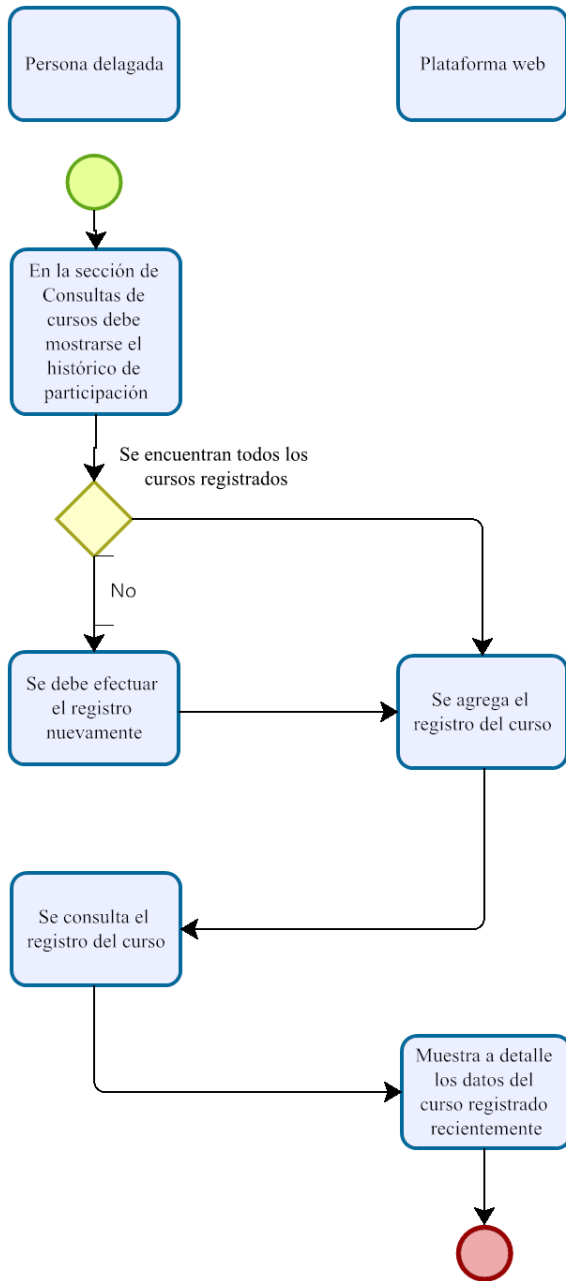 Persona delagada
Plataforma web
En la sección de
Consultas de
cursos debe
mostrarse el
histórico de
participación
Se encuentran todos los
cursos registrados
No
Se debe efectuar
el registro
nuevamente
Se agrega el
registro del curso
Se consulta el
registro del curso
Muestra a detalle
los datos del
curso registrado
recientemente